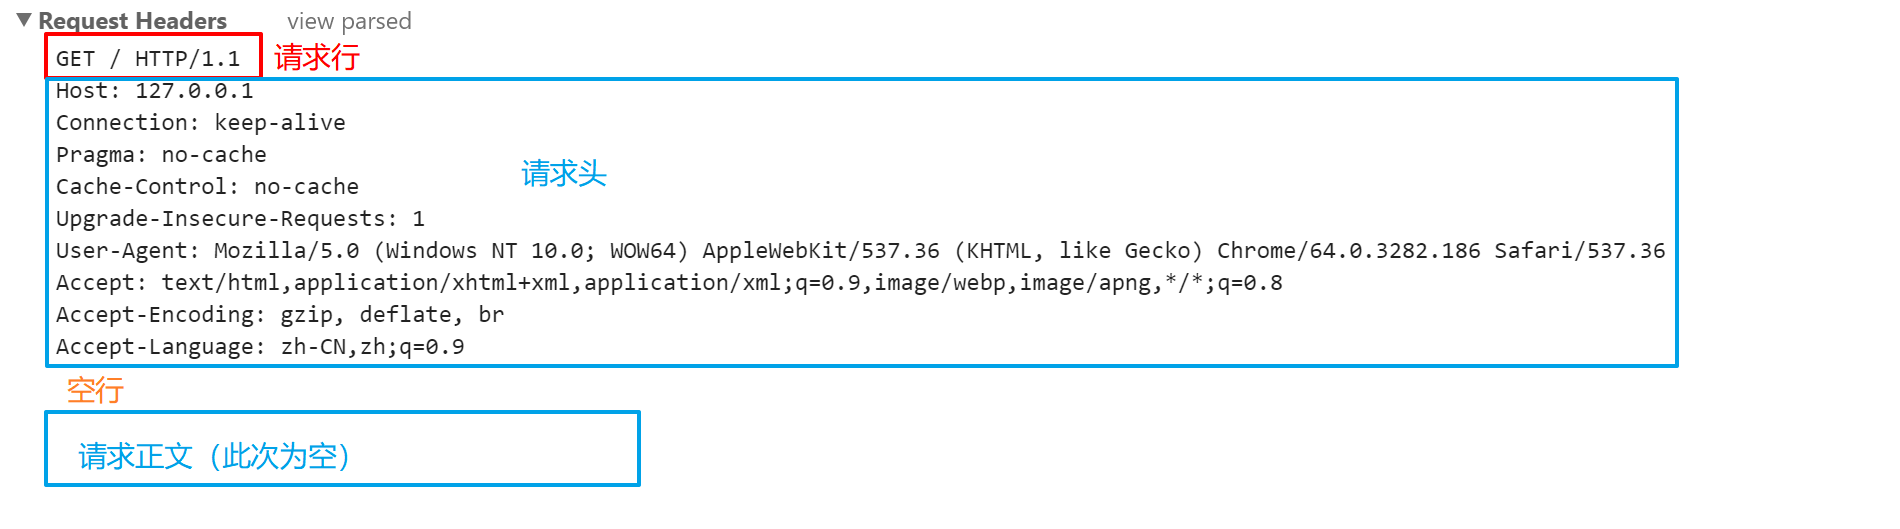 Request Headers view parsed
GET / HTTP/1.1 请求行
Host: 127.0.0.1
Connection: keep-alive
Pragma: no-cache
请求头
Cache-Control: no-cache
Upgrade-Insecure-Requests: 1
User-Agent: Mozilla/5.0 (Windows NT 10.0; WOW64) AppleWebKit/537.36 (KHTML, like Gecko) Chrome/64.0.3282.186 Safari/537.36
Accept: text/html,application/xhtml+xml,application/xml;q=0.9,image/webp,image/apng,*/*;q=0.8
Accept-Encoding: gzip, deflate, br
Accept-Language: zh-CN,zh;q=0.9
空行
请求正文（此次为空）